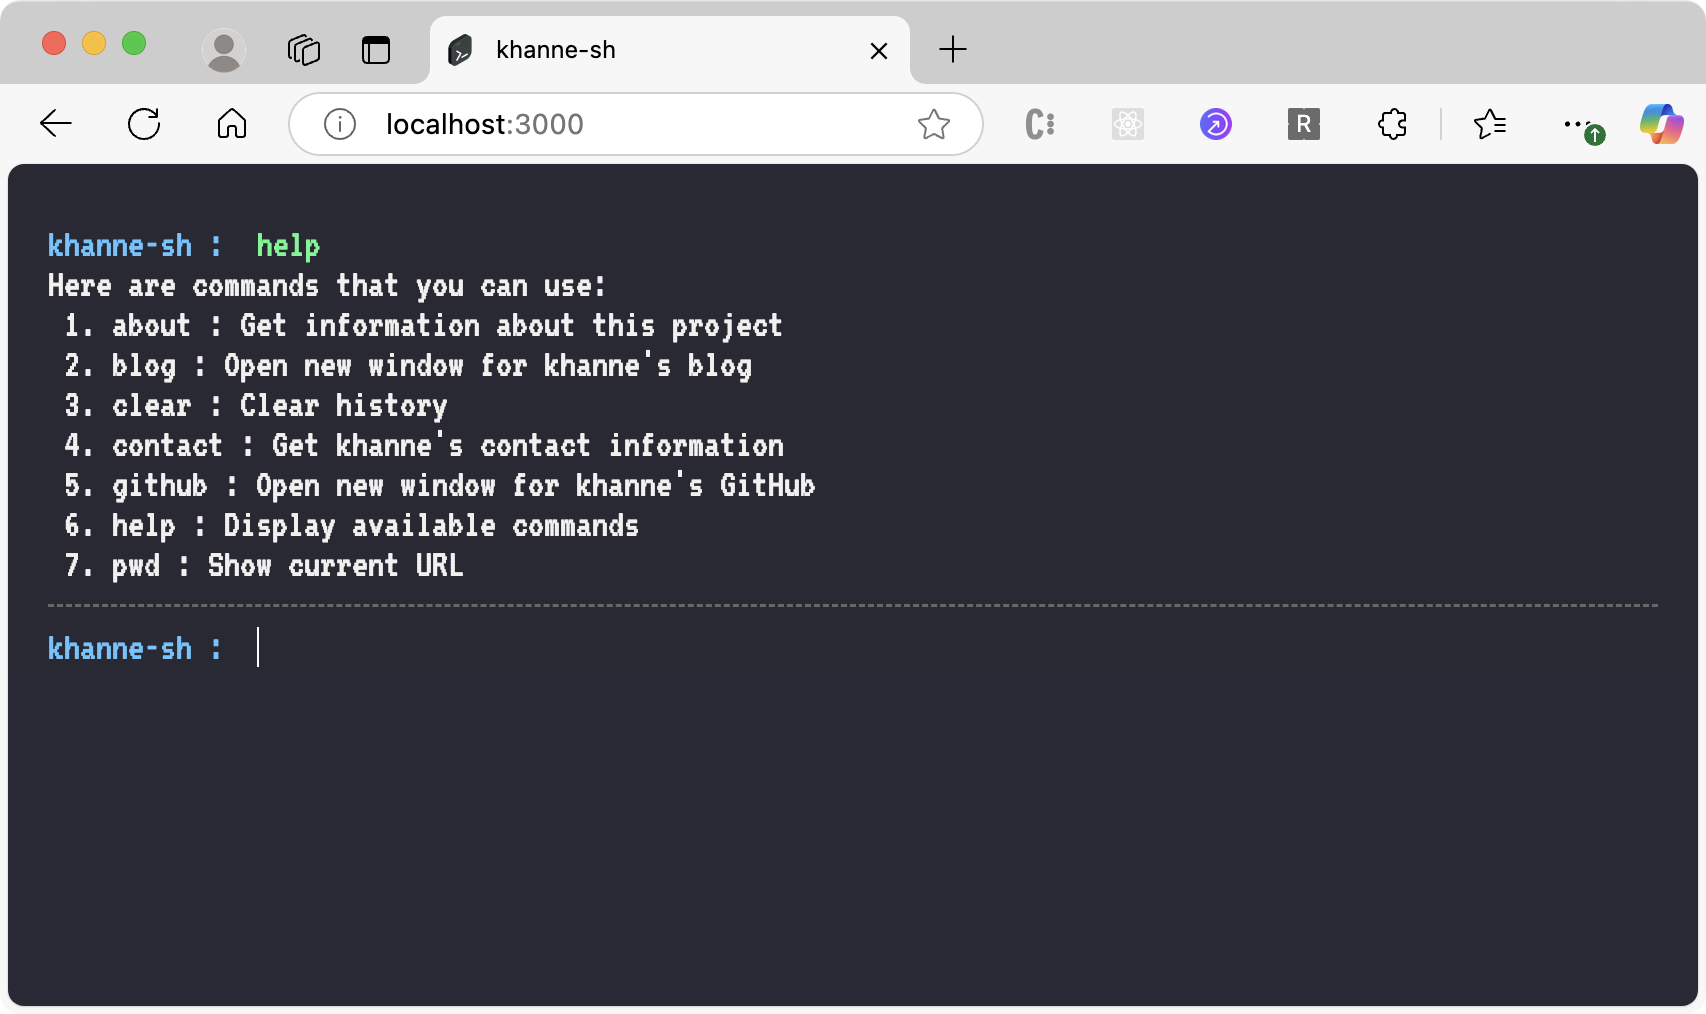 khanne-sh
localhost:3000
C:
R
khanne-sh : help
Here are commands that you can use:
1. about : Get information about this project
2. blog : Open new window for khanne's blog
3. clear : Clear history
4. contact : Get khanne's contact information
5. github : Open new window for khanne's GitHub
6. help : Display available commands
7. pwd : Show current URL
khanne-sh :